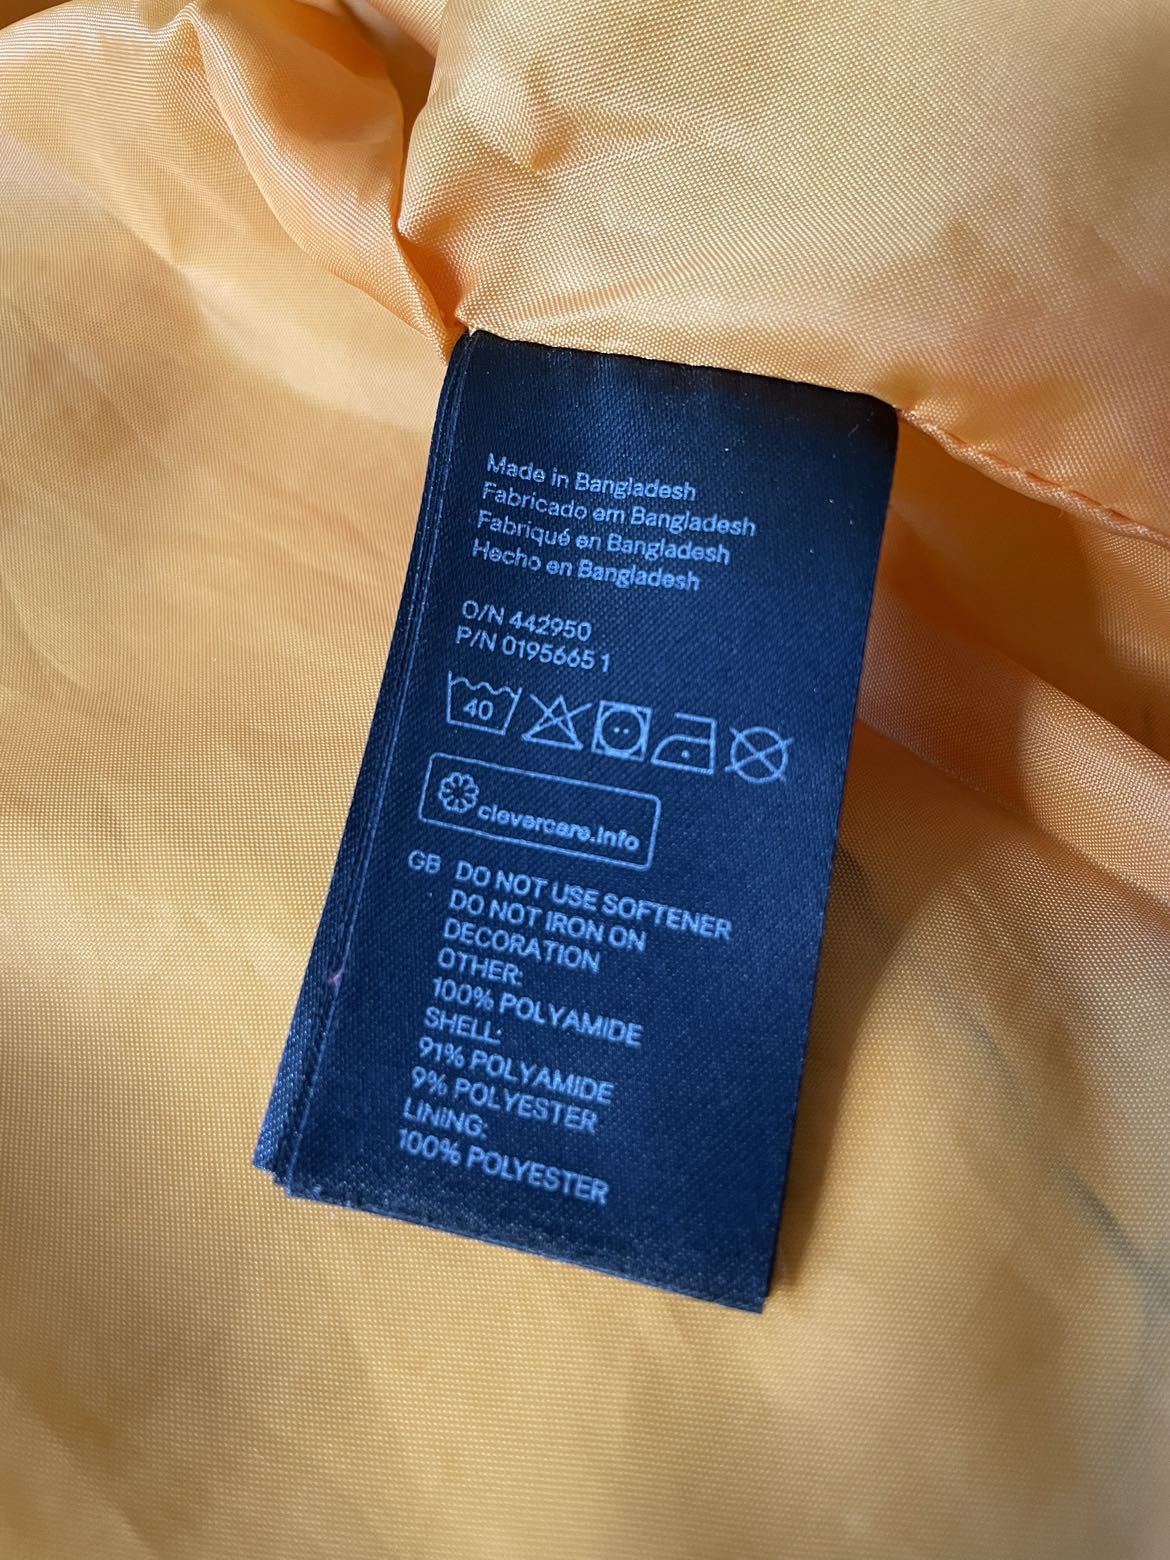 Made in Bangladesh
Fabricado em Bangladesh
Fabriqué en Bangladesh
Hecho en Bangladesh
O/N 442950
P/N 0195665 1
40
clevercare.info
GB DO NOT USE SOFTENER
DO NOT IRON ON
DECORATION
OTHER:
100% POLYAMIDE
SHELL:
91% POLYAMIDE
9% POLYESTER
LINING:
100% POLYESTER